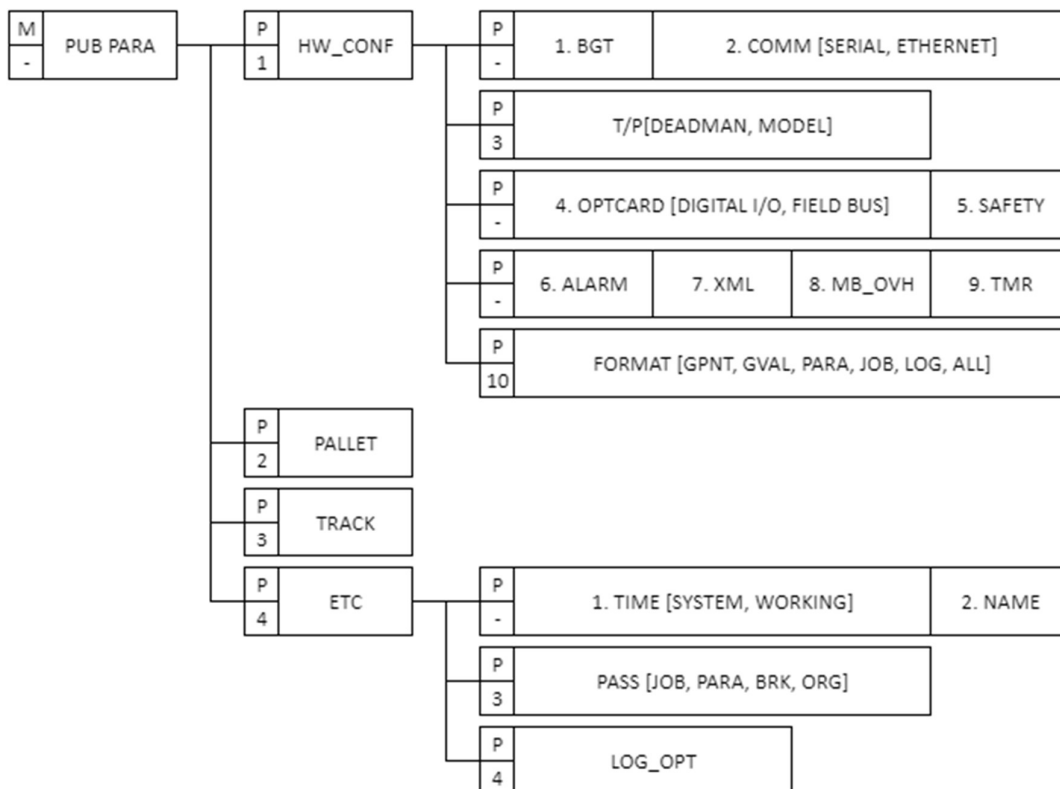 M
-
PUB PARA
P
1
HW_CONF
P
-
1. BGT
2. COMM [SERIAL, ETHERNET]
P
3
T/P[DEADMAN, MODEL]
P
-
4. OPTCARD [DIGITAL I/O, FIELD BUS]
5. SAFETY
P
-
6. ALARM
7. XML
8. MB_OVH
9. TMR
P
10
FORMAT [GPNT, GVAL, PARA, JOB, LOG, ALL]
P
2
PALLET
P
3
TRACK
P
4
ETC
P
-
1. TIME [SYSTEM, WORKING]
2. NAME
P
3
PASS [JOB, PARA, BRK, ORG]
P
4
LOG_OPT